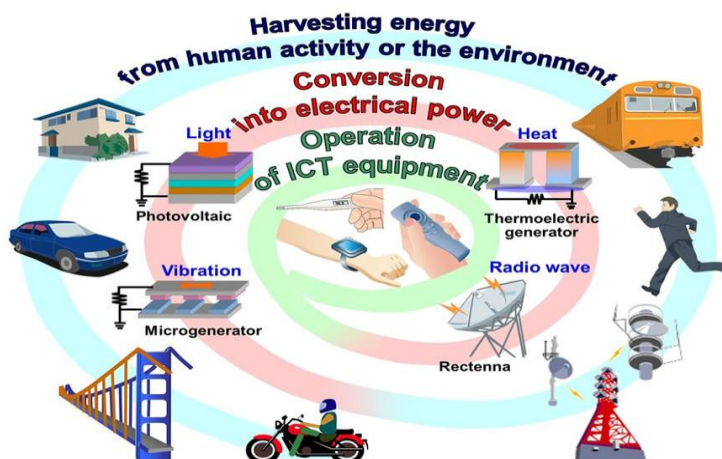 Harvesting energy
from human activity or the environment
Conversion
into electrical power
Operation
of ICT equipment
Light
Photovoltaic
Heat
Thermoelectric
generator
Vibration
Microgenerator
Radio wave
Rectenna